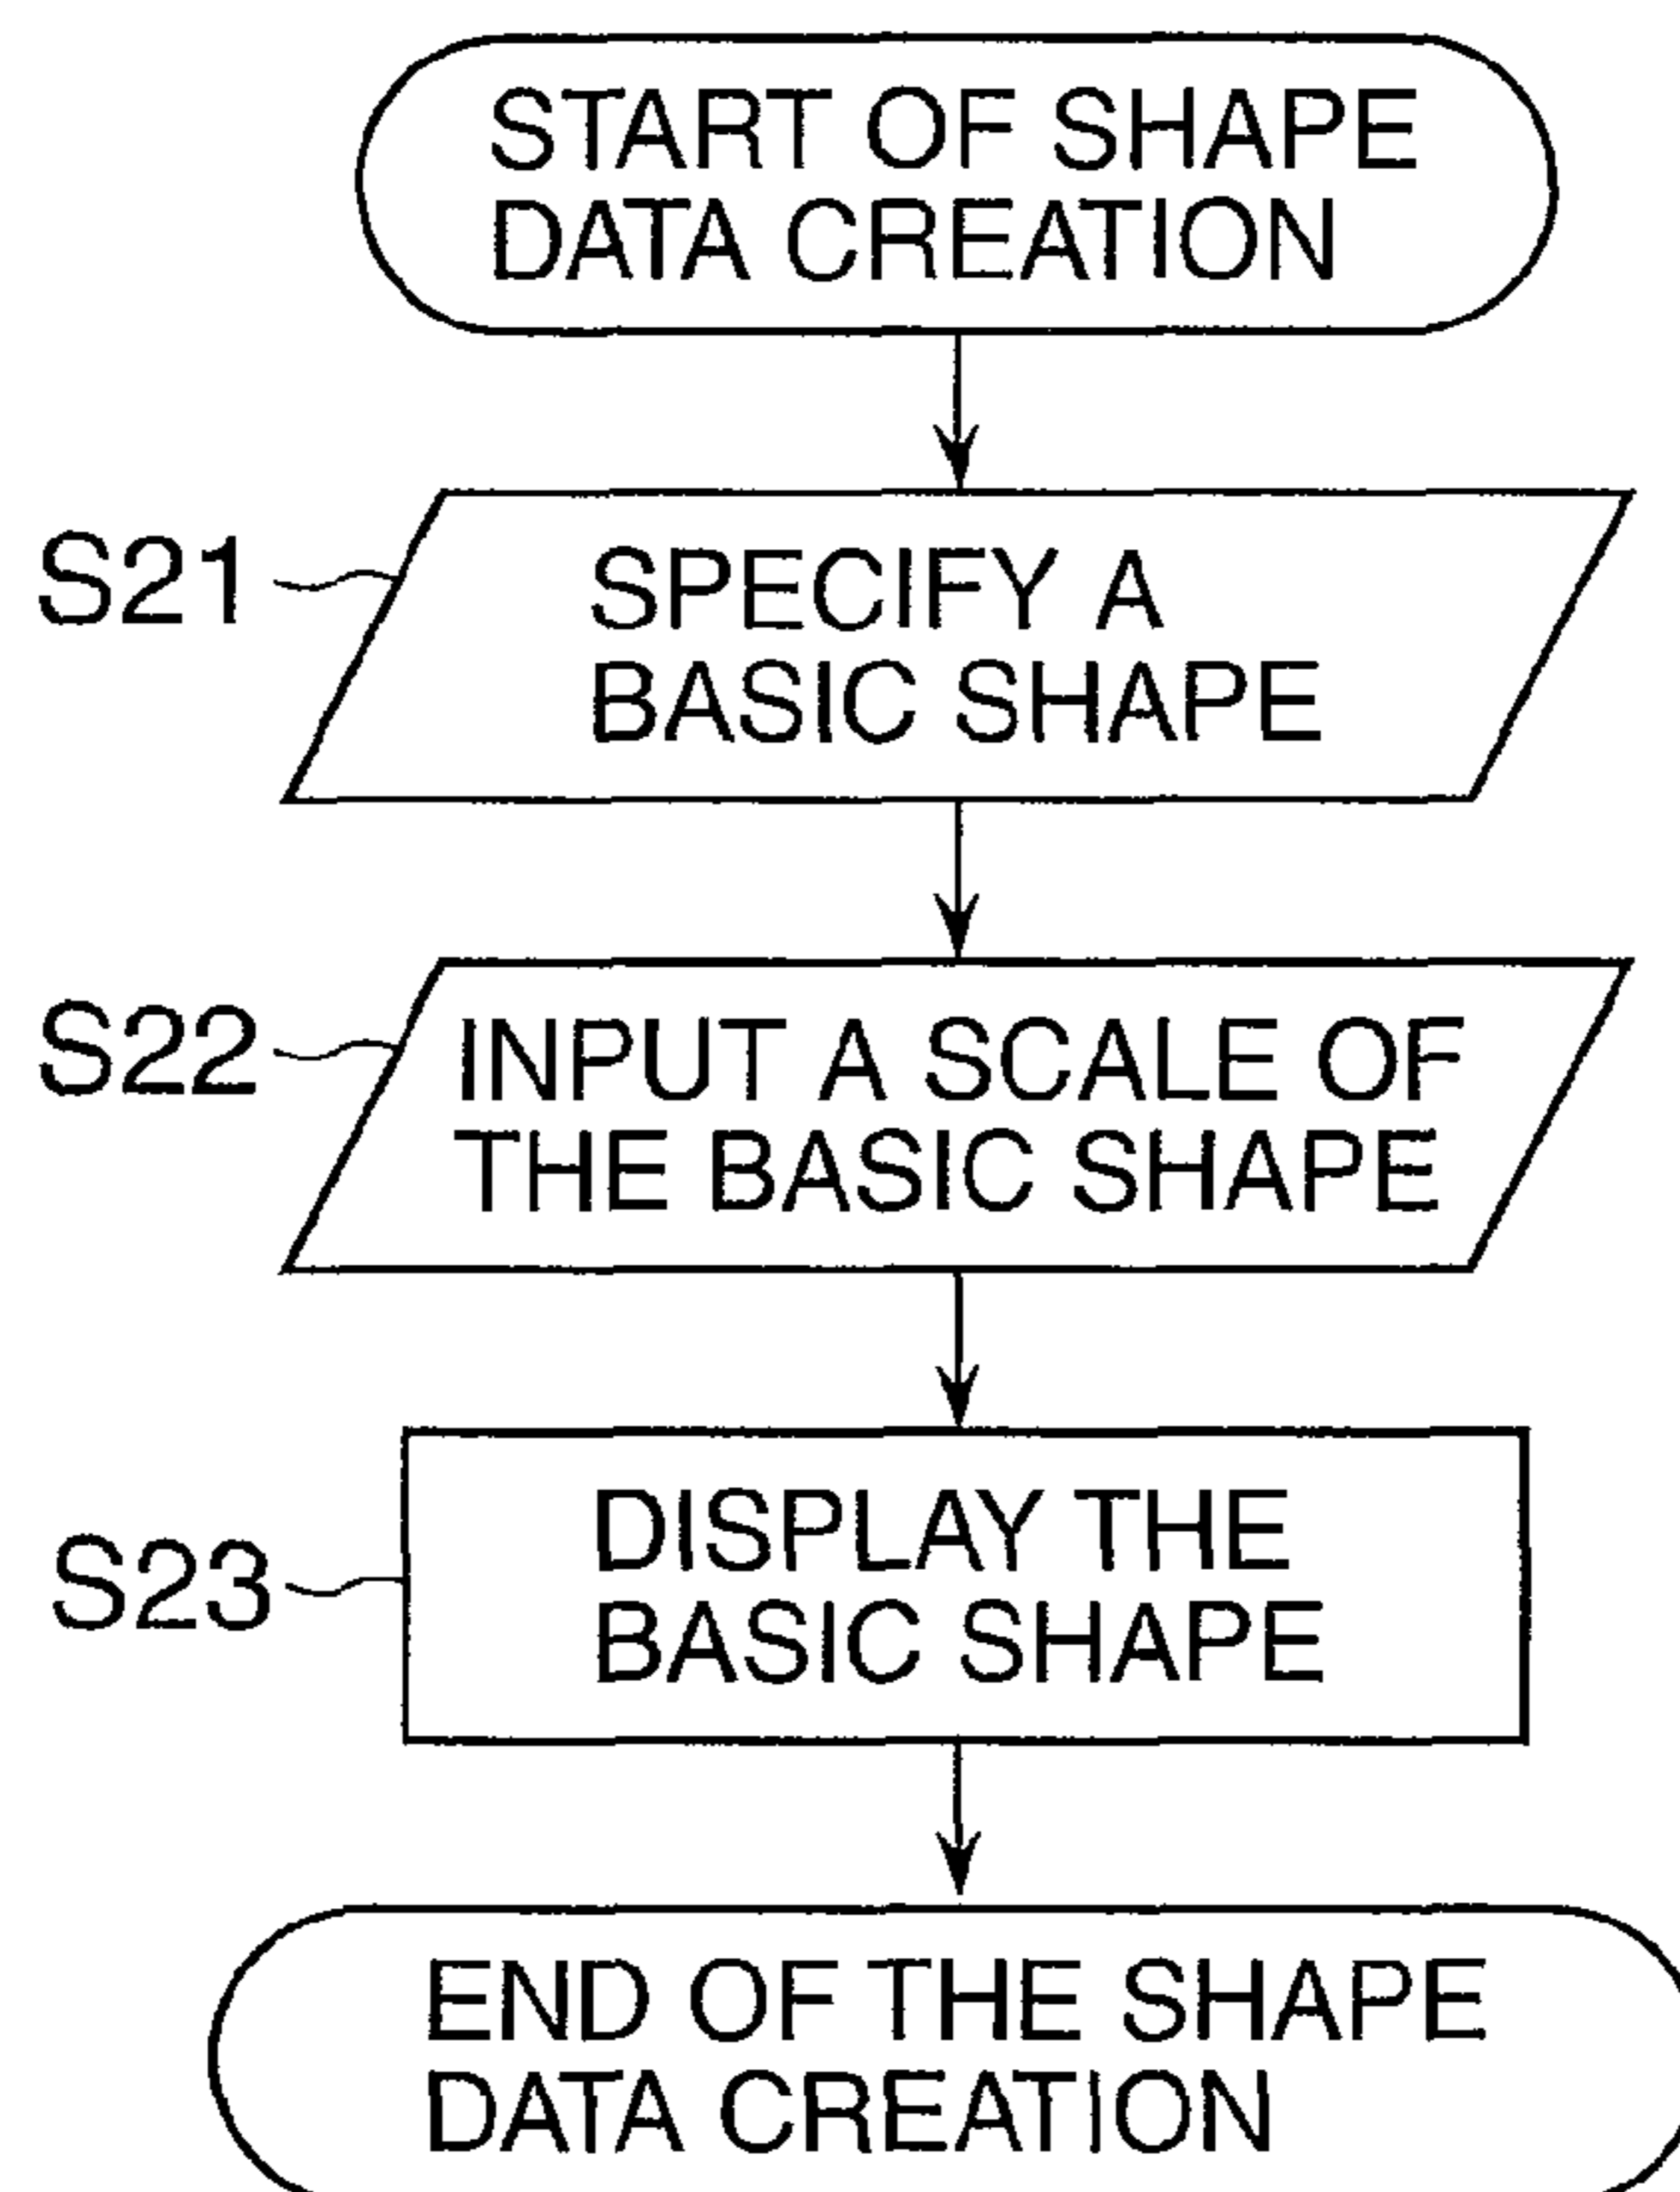 START OF SHAPE
DATA CREATION
S21
SPECIFY A
BASIC SHAPE
S22
INPUT A SCALE OF
THE BASIC SHAPE
S23
DISPLAY THE
BASIC SHAPE
END OF THE SHAPE
DATA CREATION